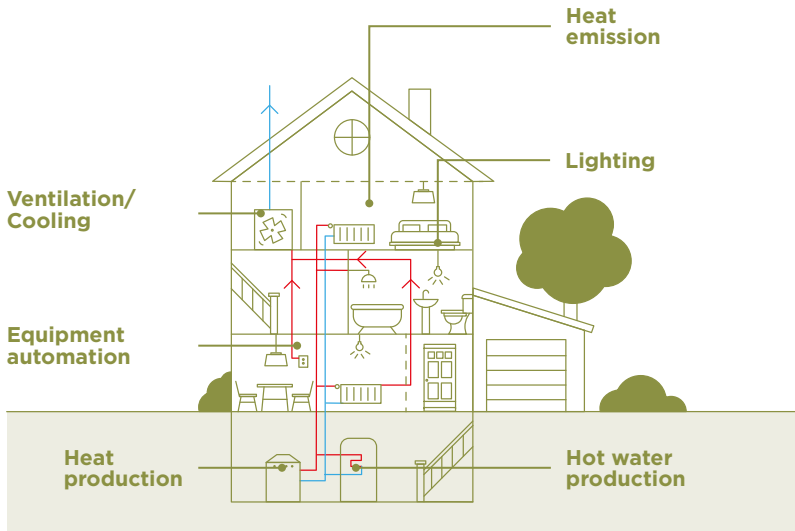 Heat
emission
Lighting
Ventilation/
Cooling
Equipment
automation
Heat
production
Hot water
production